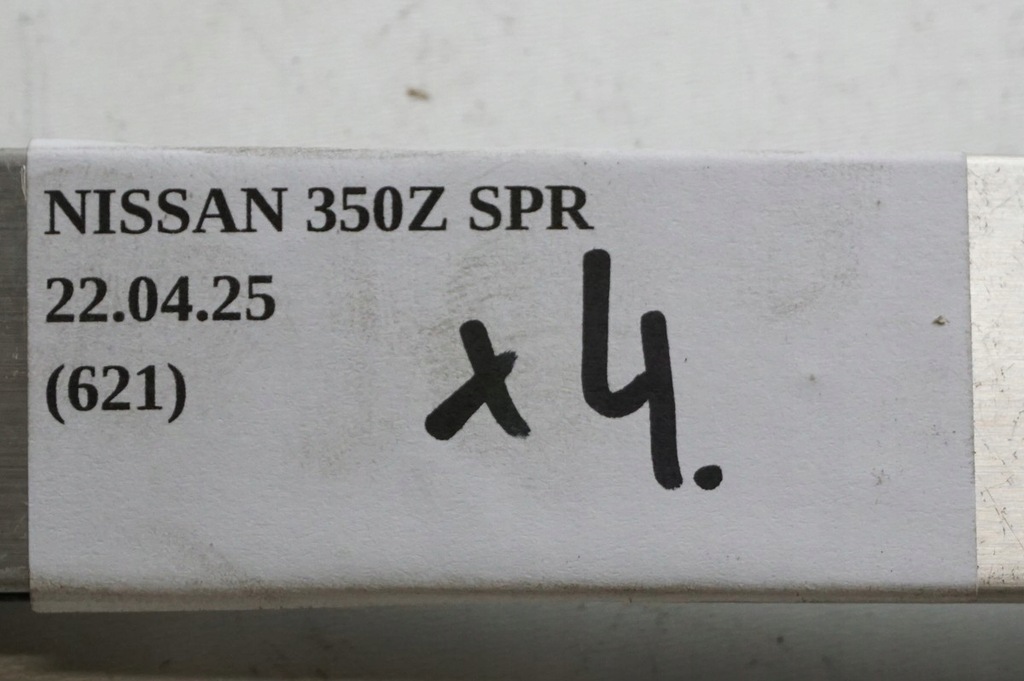 NISSAN 350Z SPR
22.04.25
(621)
x4.